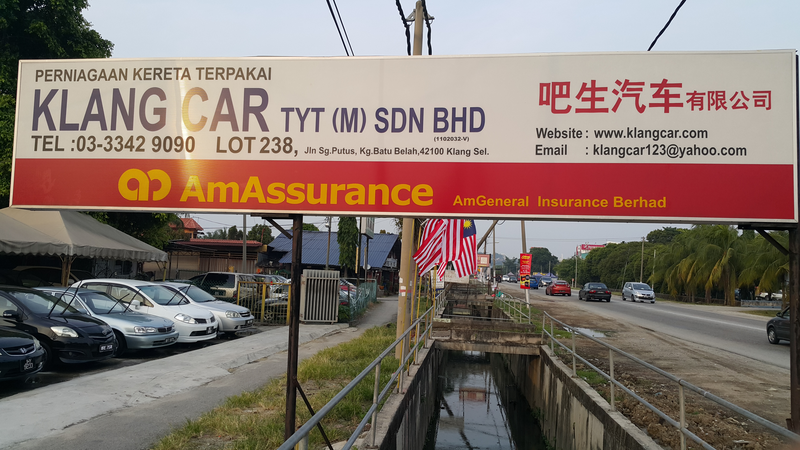 PERNIAGAAN KERETA TERPAKAI
KLANG CAR TYT (M) SDN BHD
(1102032-V)
TEL :03-3342 9090 LOT 238, Jln Sg.Putus, Kg.Batu Belah,42100 Klang Sel.
吧生汽车有限公司
Website : www.klangcar.com
Email : klangcar123@yahoo.com
AmAssurance AmGeneral Insurance Berhad